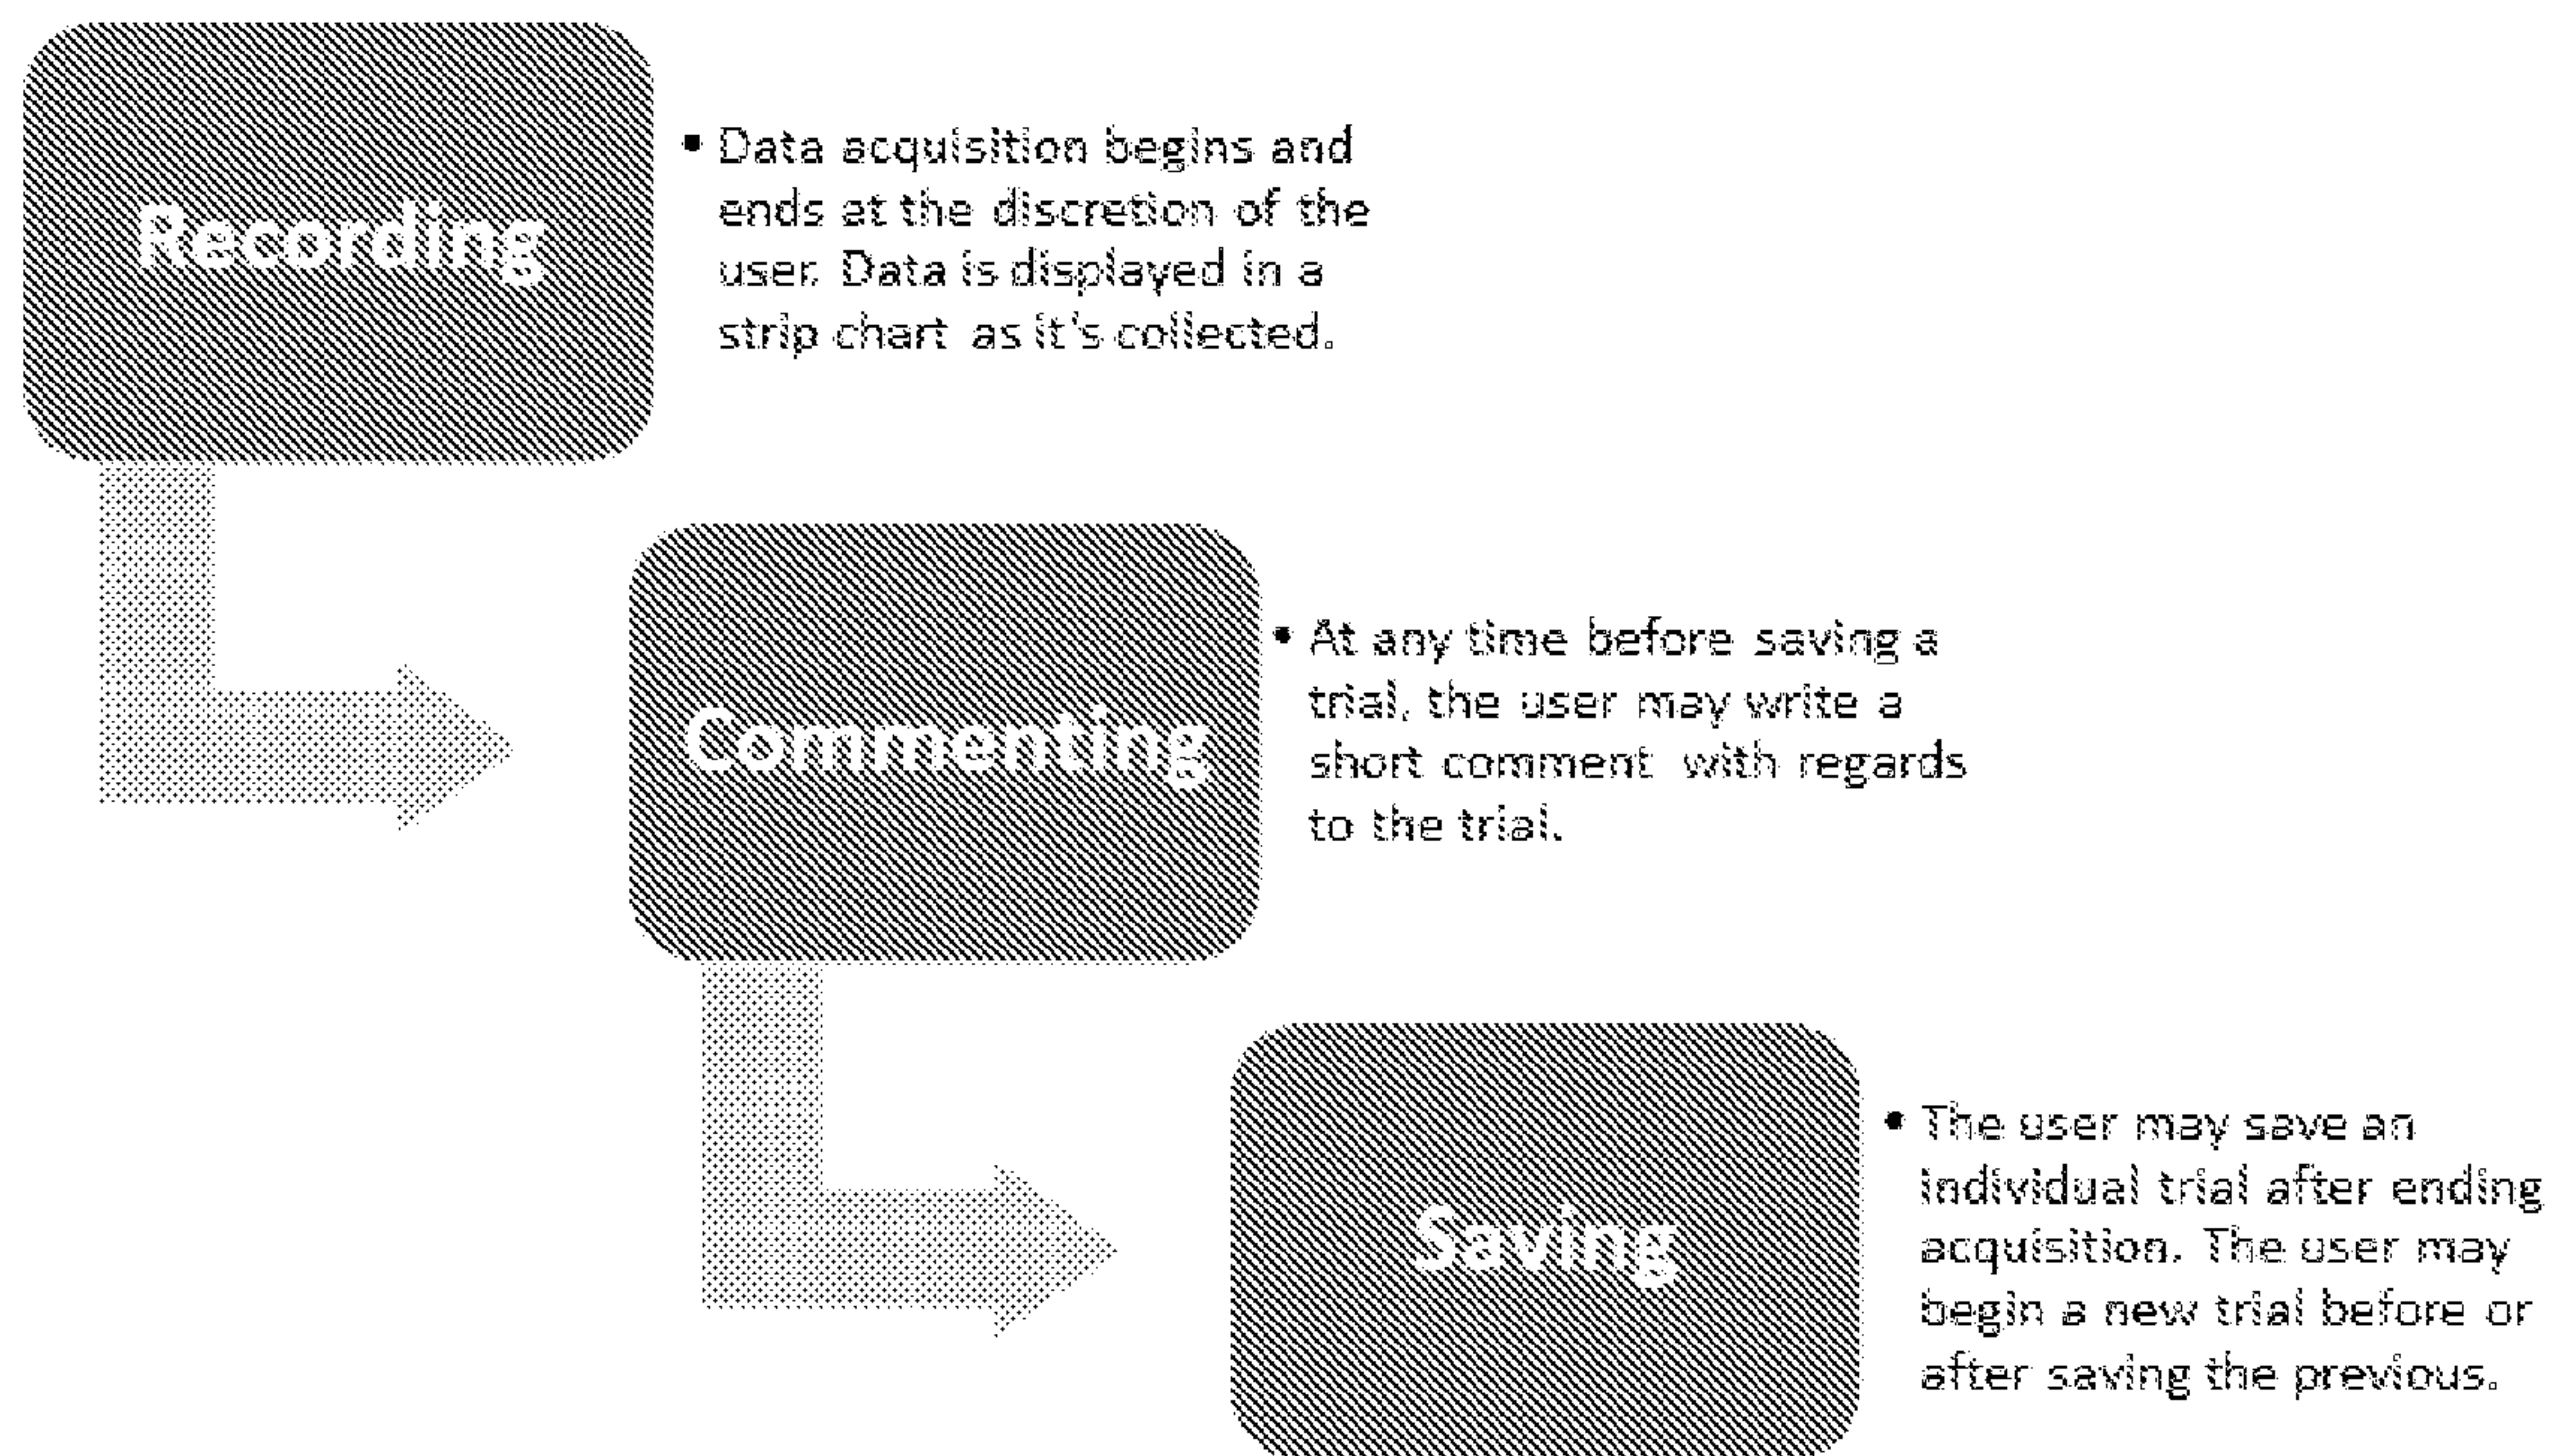 Recording
• Data acquisition begins and
ends at the discretion of the
user. Data is displayed in a
strip chart as it's collected.
Commenting
• At any time before saving a
trial, the user may write a
short comment with regards
to the trial.
Saving
• The user may save an
individual trial after ending
acquisition. The user may
begin a new trial before or
after saving the previous.